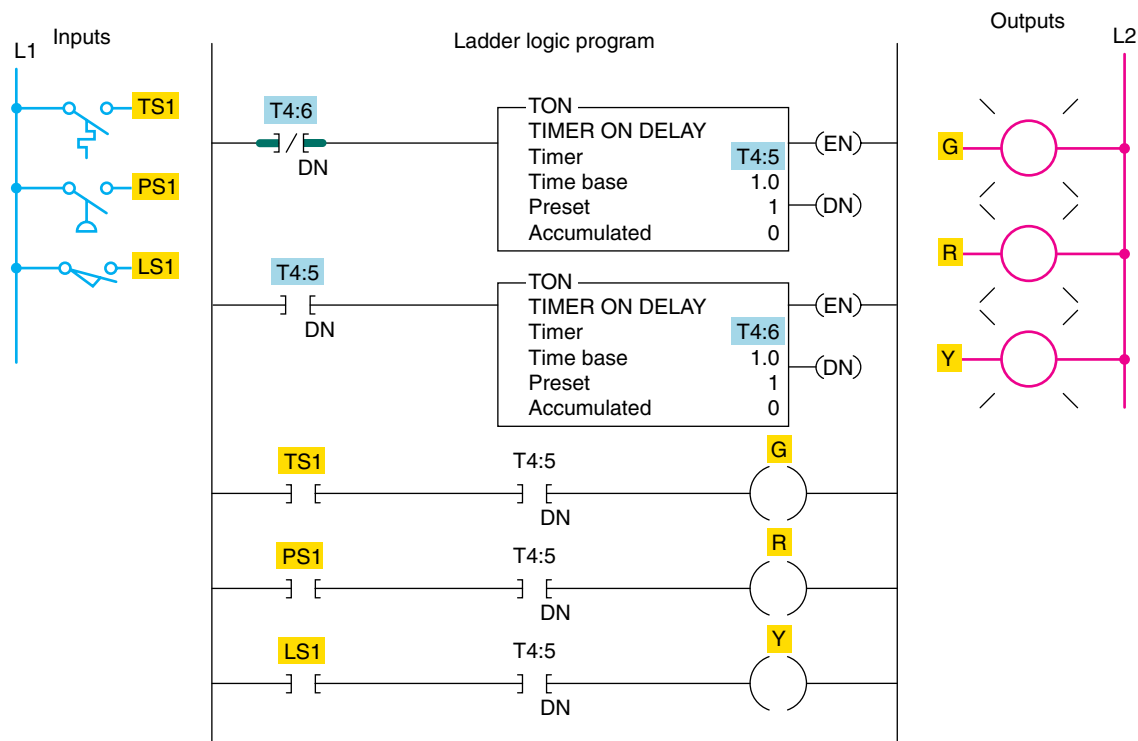 Inputs
L1
TS1
PS1
LS1
Ladder logic program
T4:6
DN
TON
TIMER ON DELAY
Timer T4:5
Time base 1.0
Preset 1
Accumulated 0
(EN)
(DN)
T4:5
DN
TON
TIMER ON DELAY
Timer T4:6
Time base 1.0
Preset 1
Accumulated 0
(EN)
(DN)
TS1 T4:5 G
DN
PS1 T4:5 R
DN
LS1 T4:5 Y
DN
Outputs
L2
G
R
Y